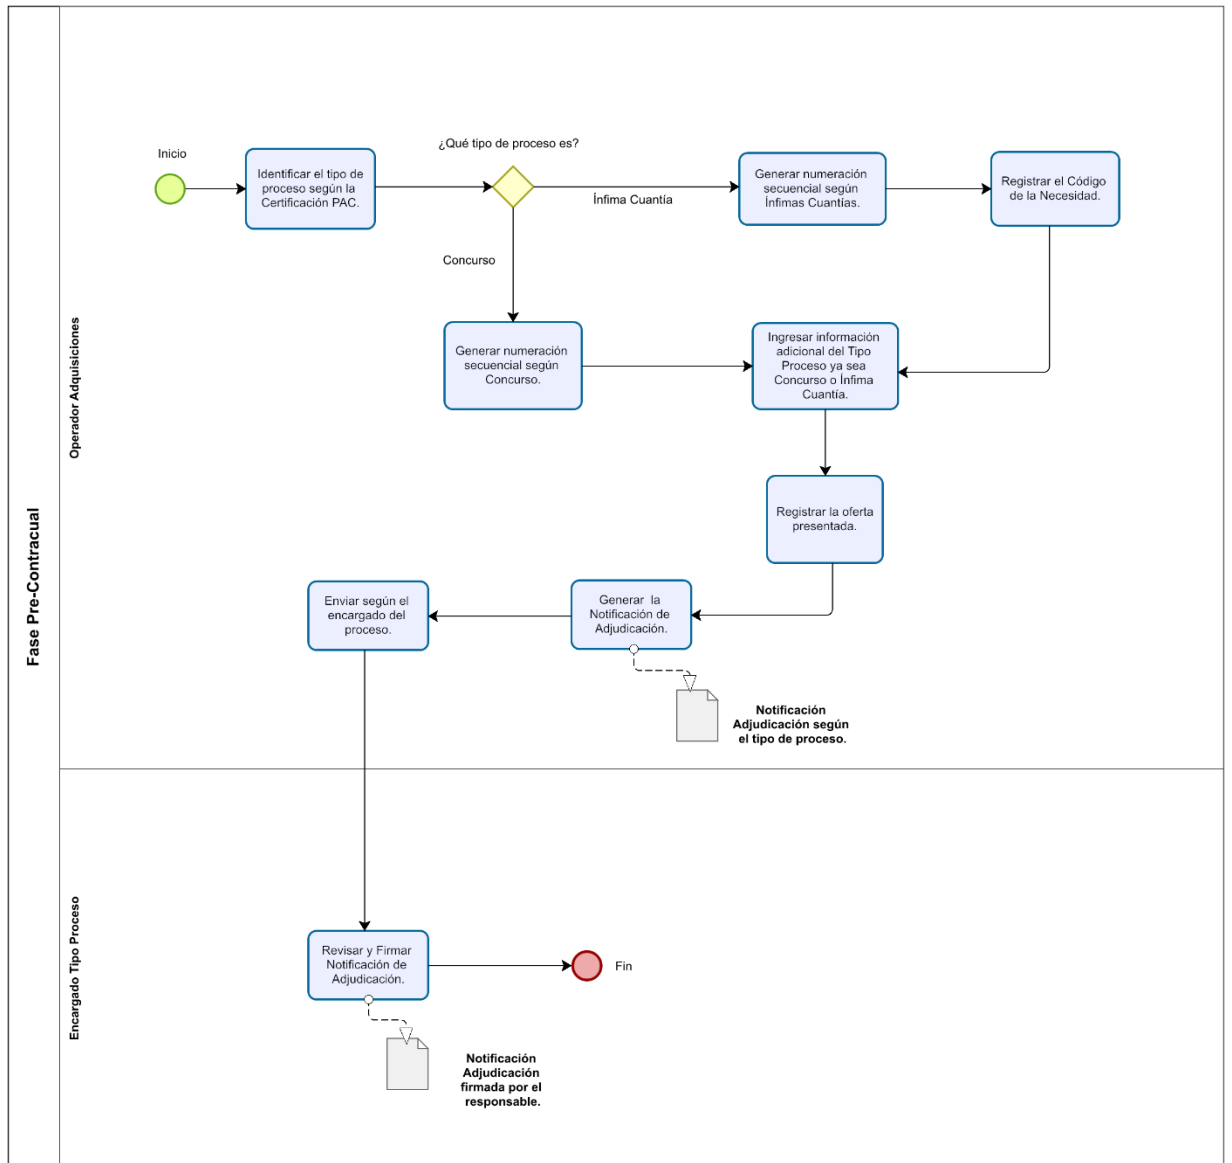 Fase Pre-Contracual
Operador Adquisiciones
Inicio
Identificar el tipo de
proceso según la
Certificación PAC.
¿Qué tipo de proceso es?
Ínfima Cuantía
Concurso
Generar numeración
secuencial según
Ínfimas Cuantías.
Registrar el Código
de la Necesidad.
Generar numeración
secuencial según
Concurso.
Ingresar información
adicional del Tipo
Proceso ya sea
Concurso o Ínfima
Cuantía.
Registrar la oferta
presentada.
Generar la
Notificación de
Adjudicación.
Enviar según el
encargado del
proceso.
Notificación
Adjudicación según
el tipo de proceso.
Encargado Tipo Proceso
Revisar y Firmar
Notificación de
Adjudicación.
Fin
Notificación
Adjudicación
firmada por el
responsable.